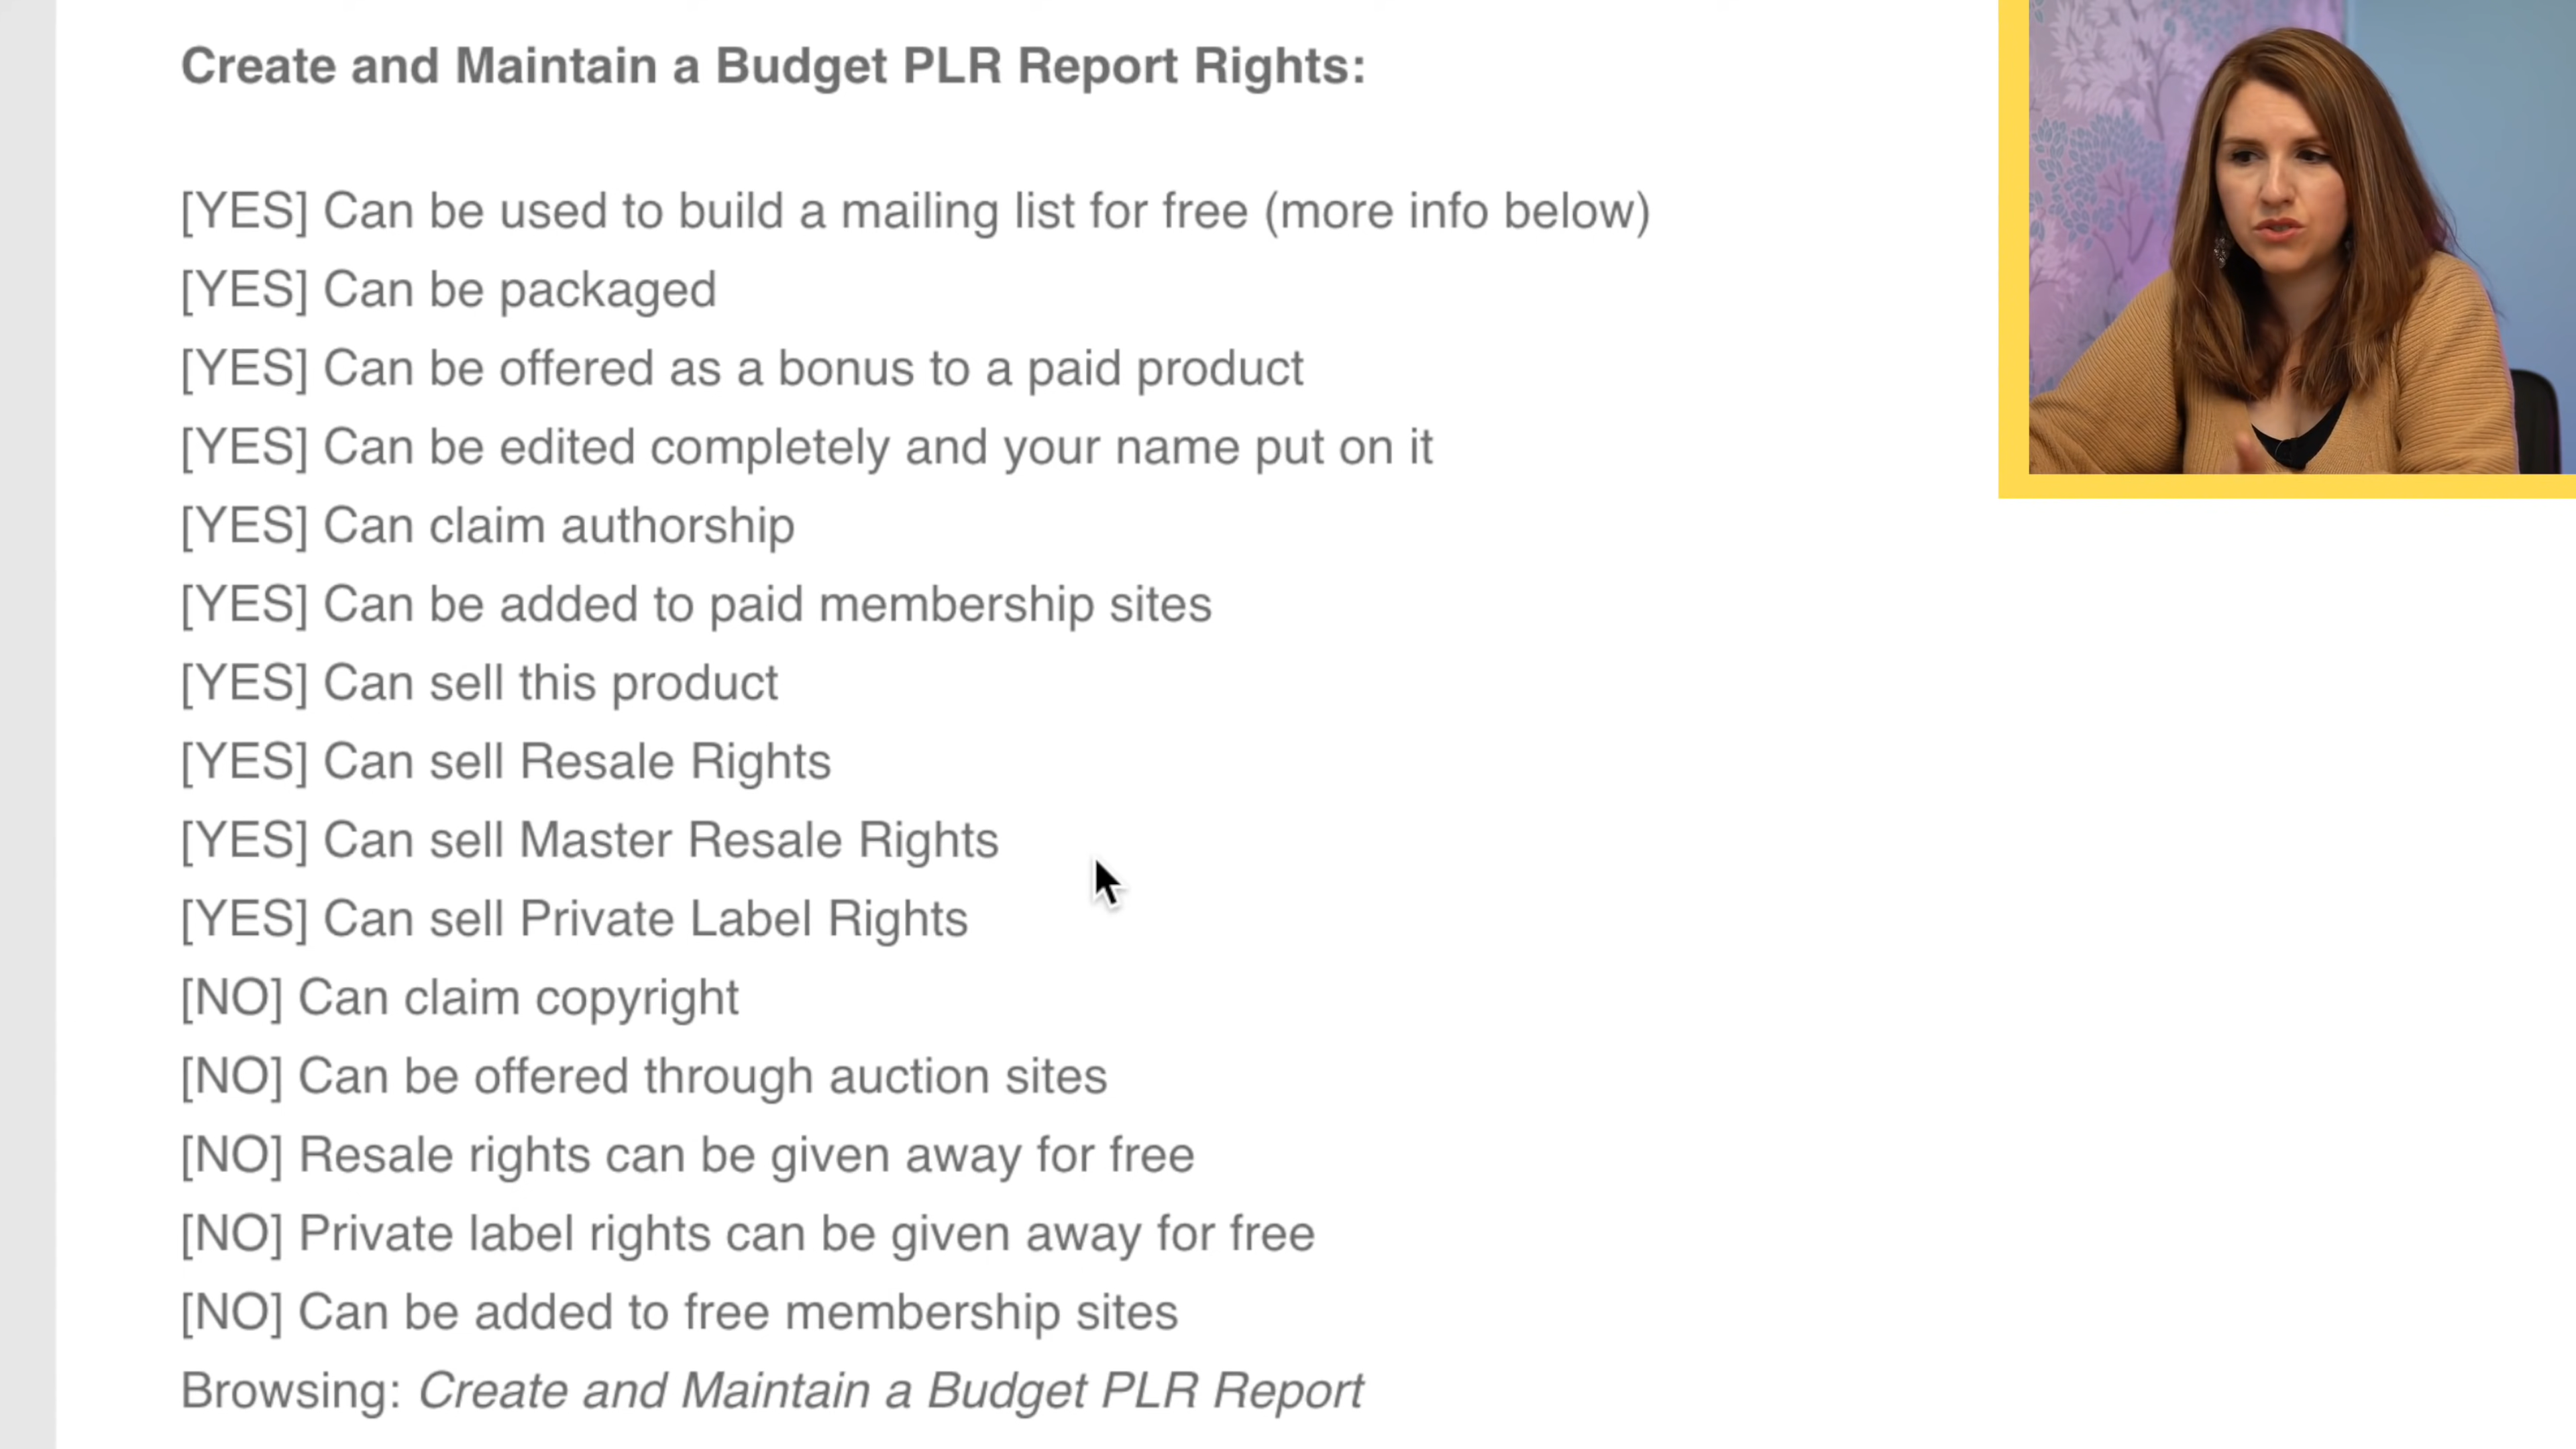 Create and Maintain a Budget PLR Report Rights:
[YES] Can be used to build a mailing list for free (more info below)
[YES] Can be packaged
[YES] Can be offered as a bonus to a paid product
[YES] Can be edited completely and your name put on it
[YES] Can claim authorship
[YES] Can be added to paid membership sites
[YES] Can sell this product
[YES] Can sell Resale Rights
[YES] Can sell Master Resale Rights
[YES] Can sell Private Label Rights
[NO] Can claim copyright
[NO] Can be offered through auction sites
[NO] Resale rights can be given away for free
[NO] Private label rights can be given away for free
[NO] Can be added to free membership sites
Browsing: Create and Maintain a Budget PLR Report